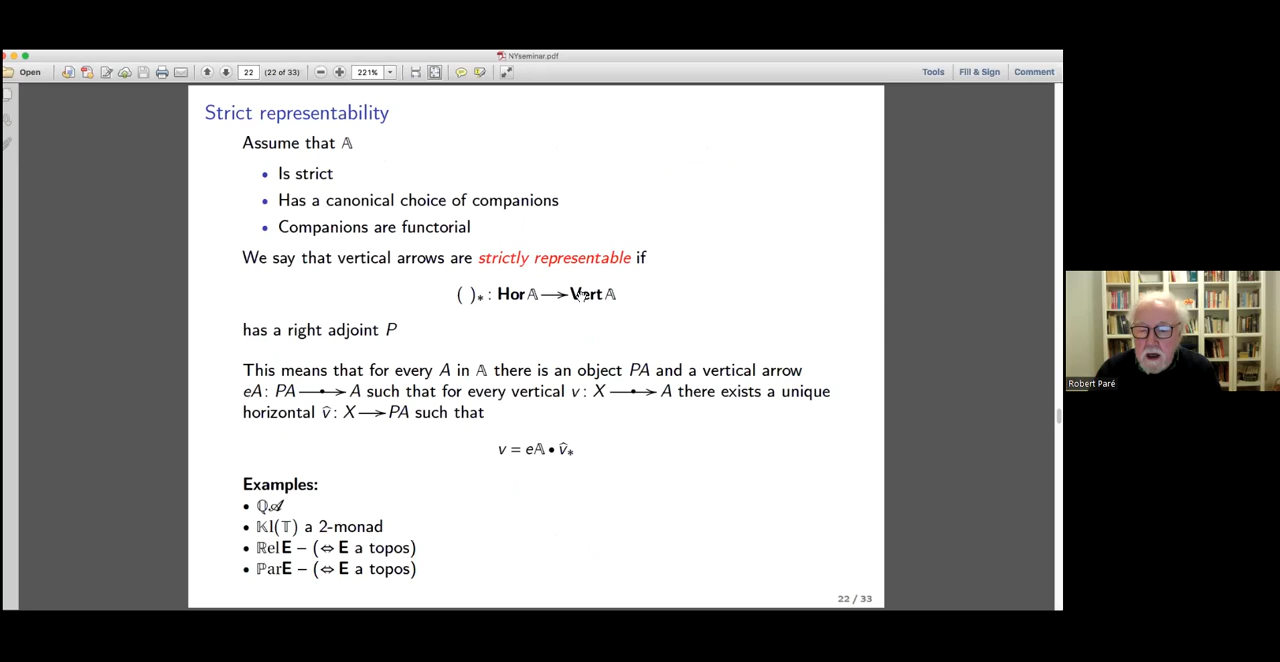 NYseminar.pdf
Open
22
(22 of 33)
221%
Tools
Fill & Sign
Comment
Strict representability
Assume that 𝔸
• Is strict
• Has a canonical choice of companions
• Companions are functorial
We say that vertical arrows are strictly representable if
( )⁎ : Hor𝔸 → Vert𝔸
has a right adjoint P
This means that for every A in 𝔸 there is an object PA and a vertical arrow
eA: PA —•→ A such that for every vertical v: X —•→ A there exists a unique
horizontal v̂: X → PA such that
v = e𝔸 • v̂⁎
Examples:
• ℚ𝒜
• 𝕂l(𝕋) a 2-monad
• ℝelE – (⇔ E a topos)
• ℙarE – (⇔ E a topos)
22 / 33
Robert Paré